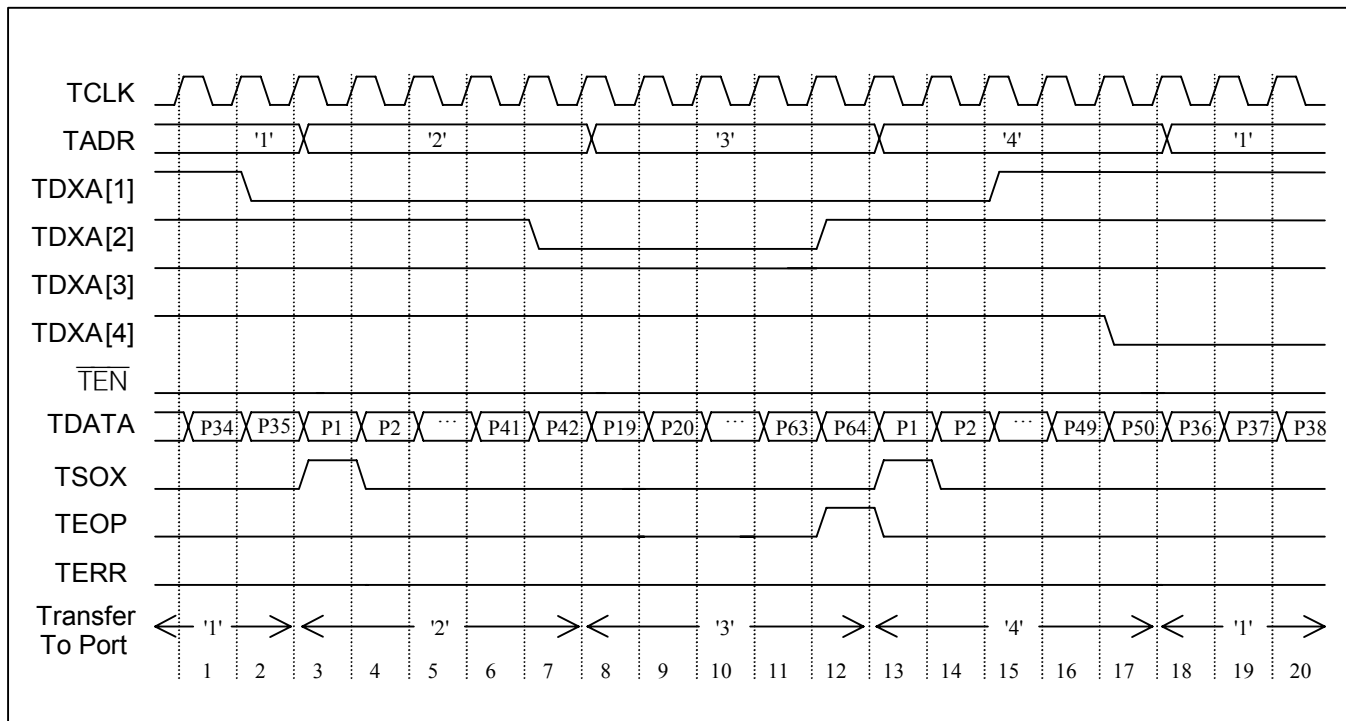 TCLK
TADR '1' '2' '3' '4' '1'
TDXA[1]
TDXA[2]
TDXA[3]
TDXA[4]
TEN
TDATA P34 P35 P1 P2 ... P41 P42 P19 P20 ... P63 P64 P1 P2 ... P49 P50 P36 P37 P38
TSOX
TEOP
TERR
Transfer
To Port '1' '2' '3' '4' '1'
1 2 3 4 5 6 7 8 9 10 11 12 13 14 15 16 17 18 19 20